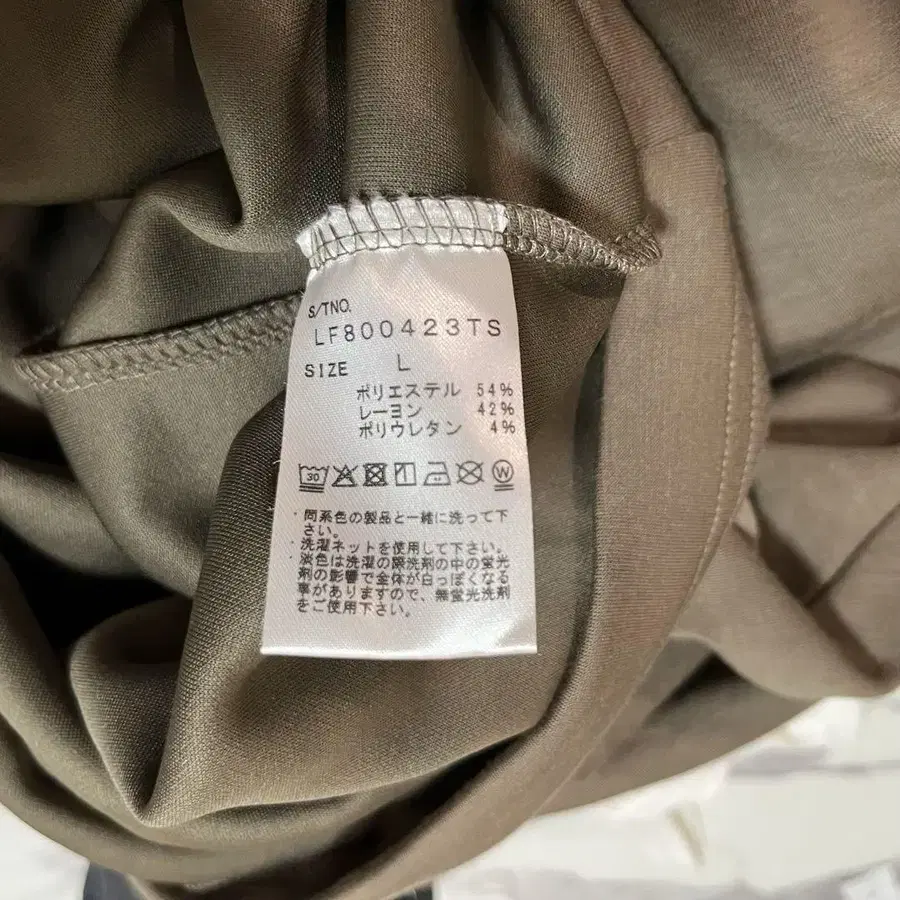 S/TNO.
LF800423TS
SIZE L
ポリエステル 54%
レーヨン 42%
ポリウレタン 4%
30 W
・同系色の製品と一緒に洗って下
さい。
・洗濯ネットを使用して下さい。
・淡色は洗濯の際洗剤の中の蛍光
剤の影響で全体が白っぽくなる
事がありますので、無蛍光洗剤
をご使用下さい。